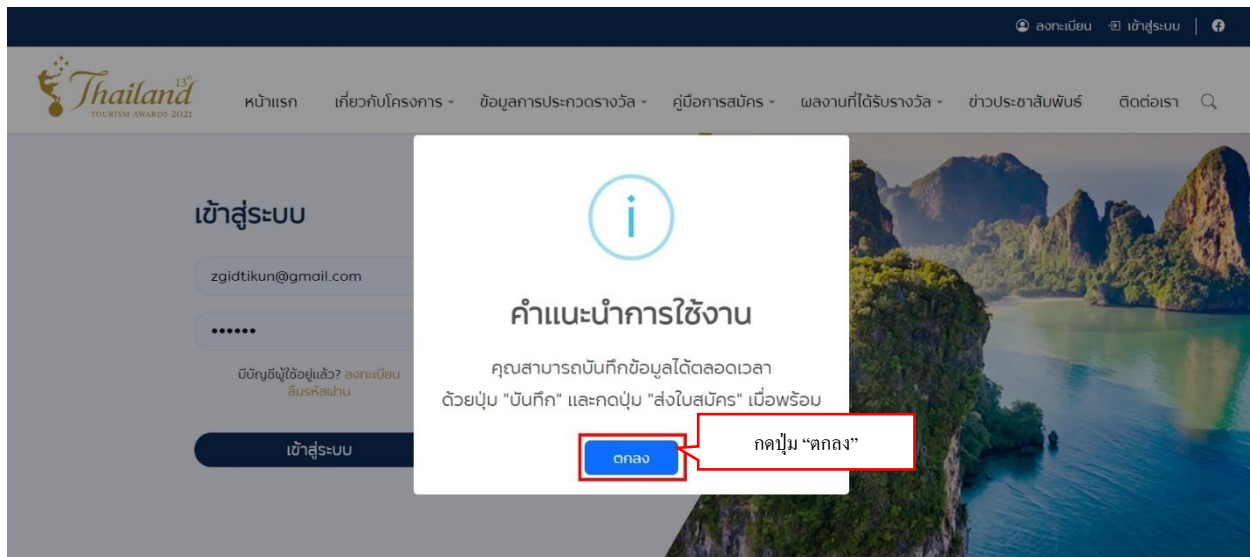 ลงทะเบียน เข้าสู่ระบบ
Thailand 13th
TOURISM AWARDS 2021
หน้าแรก เกี่ยวกับโครงการ ข้อมูลการประกวดรางวัล คู่มือการสมัคร ผลงานที่ได้รับรางวัล ข่าวประชาสัมพันธ์ ติดต่อเรา
เข้าสู่ระบบ
zgidtikun@gmail.com
••••••
มีบัญชีผู้ใช้อยู่แล้ว? ลงทะเบียน
ลืมรหัสผ่าน
เข้าสู่ระบบ
i
คำแนะนำการใช้งาน
คุณสามารถบันทึกข้อมูลได้ตลอดเวลา
ด้วยปุ่ม "บันทึก" และกดปุ่ม "ส่งใบสมัคร" เมื่อพร้อม
ตกลง
กดปุ่ม “ตกลง”